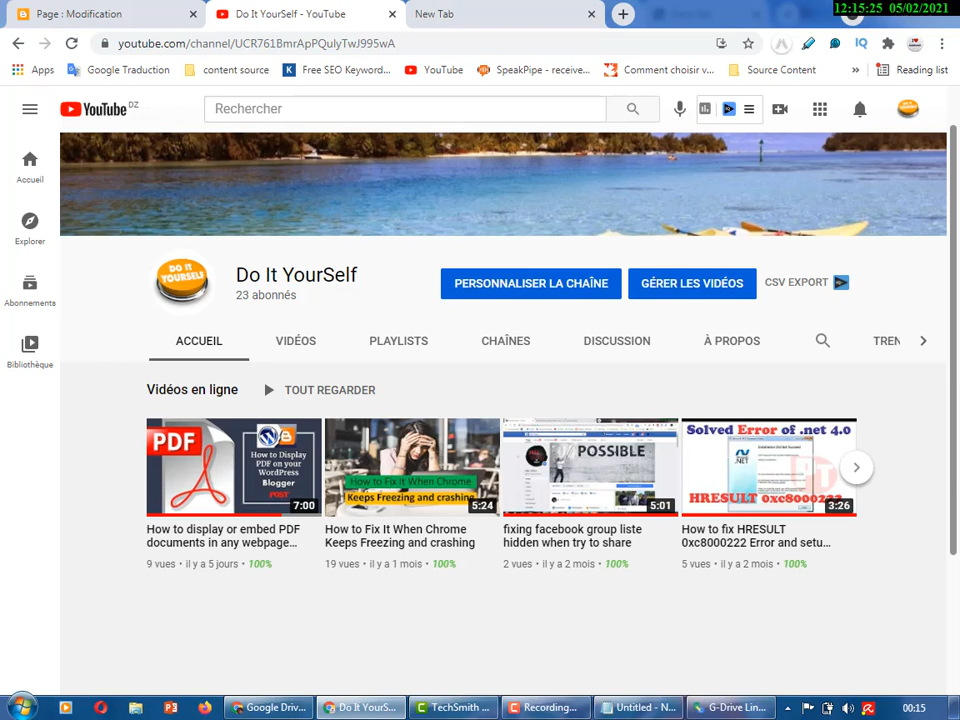 12:15:25 05/02/2021
Page : Modification
Do It YourSelf - YouTube
New Tab
youtube.com/channel/UCR761BmrApPQulyTwJ995wA
Apps
Google Traduction
content source
Free SEO Keyword...
YouTube
SpeakPipe - receive...
Comment choisir v...
Source Content
»
Reading list
YouTube DZ
Rechercher
Accueil
Explorer
Abonnements
Bibliothèque
DO IT YOURSELF
Do It YourSelf
23 abonnés
PERSONNALISER LA CHAÎNE
GÉRER LES VIDÉOS
CSV EXPORT
ACCUEIL
VIDÉOS
PLAYLISTS
CHAÎNES
DISCUSSION
À PROPOS
TREN
Vidéos en ligne
TOUT REGARDER
PDF
How to Display
PDF on your
WordPress
Blogger
POST
7:00
How to Fix It When Chrome
Keeps Freezing and crashing
5:24
POSSIBLE
5:01
Solved Error of .net 4.0
.NET
HRESULT 0xc8000222
3:26
How to display or embed PDF
documents in any webpage...
9 vues • il y a 5 jours • 100%
How to Fix It When Chrome
Keeps Freezing and crashing
19 vues • il y a 1 mois • 100%
fixing facebook group liste
hidden when try to share
2 vues • il y a 2 mois • 100%
How to fix HRESULT
0xc8000222 Error and setu...
5 vues • il y a 2 mois • 100%
Google Driv...
Do It YourS...
TechSmith ...
Recording...
Untitled - N...
G-Drive Lin...
00:15